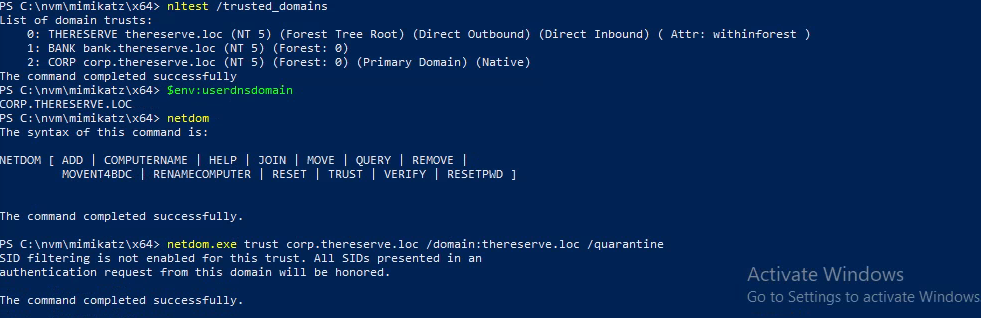 PS C:\nvm\mimikatz\x64> nltest /trusted_domains
List of domain trusts:
    0: THERESERVE thereserve.loc (NT 5) (Forest Tree Root) (Direct Outbound) (Direct Inbound) ( Attr: withinforest )
    1: BANK bank.thereserve.loc (NT 5) (Forest: 0)
    2: CORP corp.thereserve.loc (NT 5) (Forest: 0) (Primary Domain) (Native)
The command completed successfully
PS C:\nvm\mimikatz\x64> $env:userdnsdomain
CORP.THERESERVE.LOC
PS C:\nvm\mimikatz\x64> netdom
The syntax of this command is:
NETDOM [ ADD | COMPUTERNAME | HELP | JOIN | MOVE | QUERY | REMOVE |
         MOVENT4BDC | RENAMECOMPUTER | RESET | TRUST | VERIFY | RESETPWD ]
The command completed successfully.
PS C:\nvm\mimikatz\x64> netdom.exe trust corp.thereserve.loc /domain:thereserve.loc /quarantine
SID filtering is not enabled for this trust. All SIDs presented in an
authentication request from this domain will be honored.
The command completed successfully.
Activate Windows
Go to Settings to activate Windows